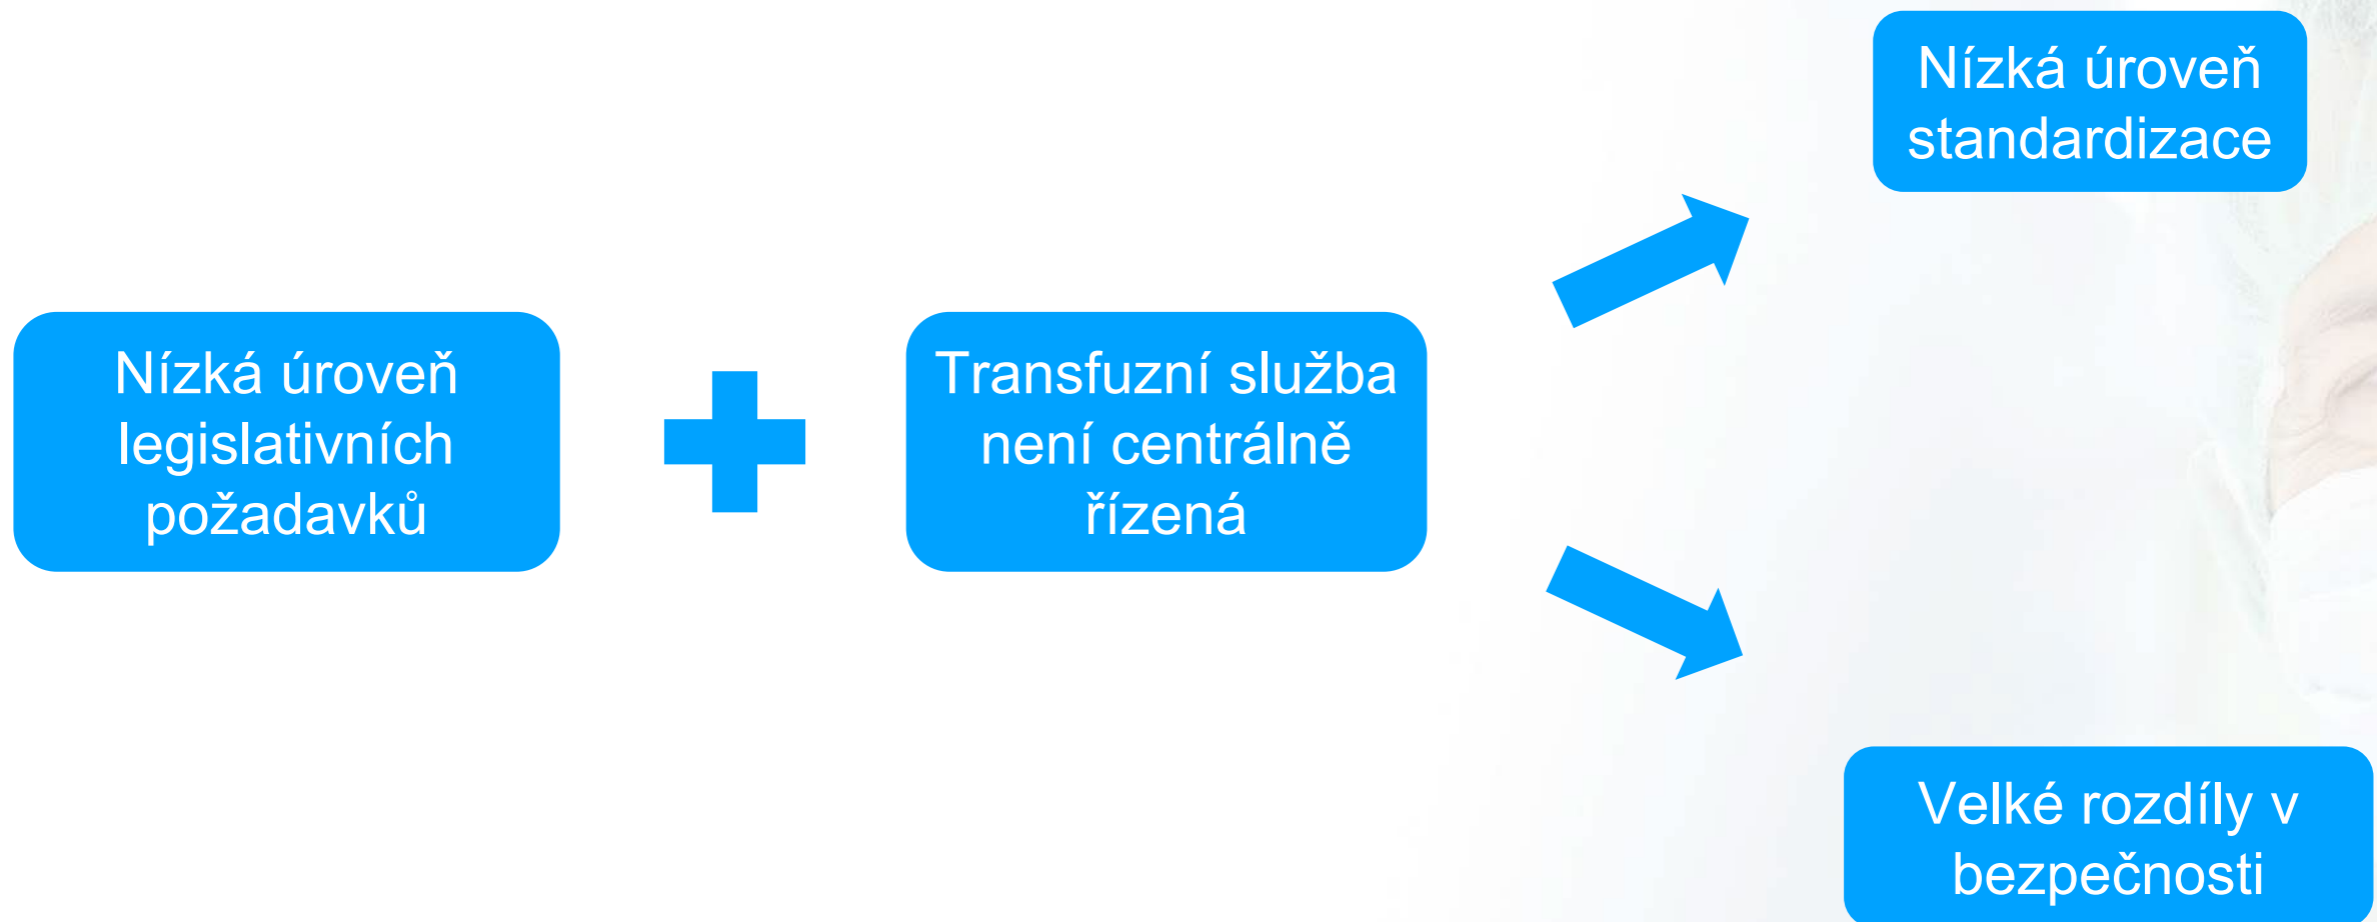 Nízká úroveň
legislativních
požadavků
Transfuzní služba
není centrálně
řízená
Nízká úroveň
standardizace
Velké rozdíly v
bezpečnosti